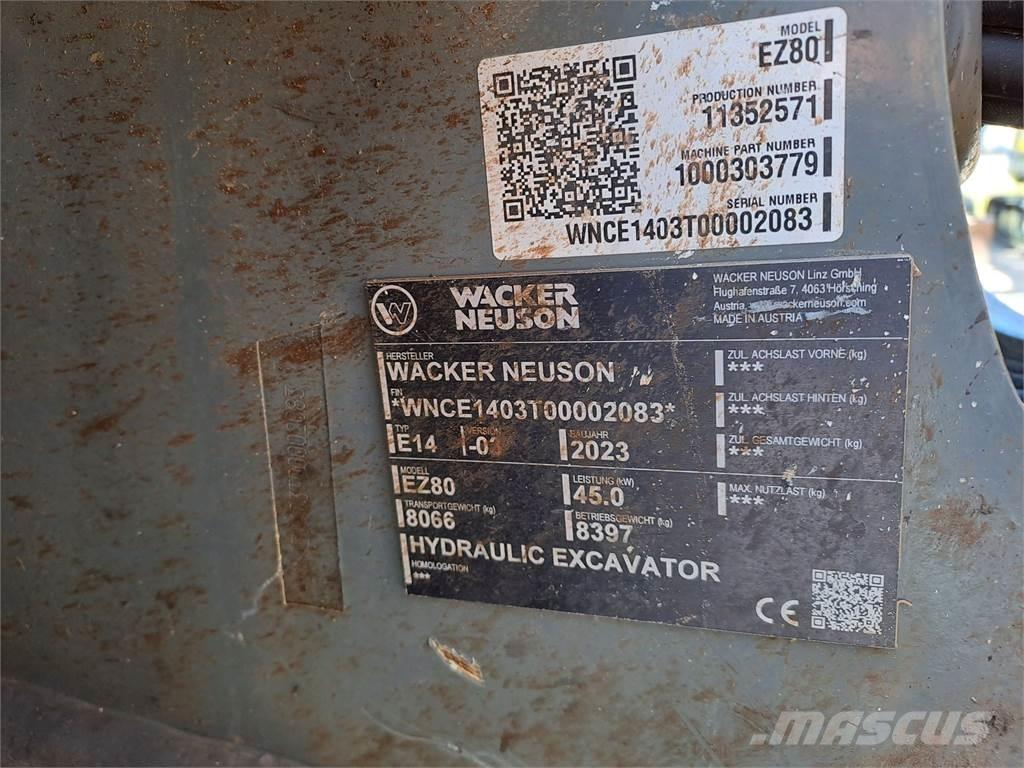 MODEL
EZ80
PRODUCTION NUMBER
11352571
MACHINE PART NUMBER
1000303779
SERIAL NUMBER
WNCE1403T00002083
W
WACKER
NEUSON
WACKER NEUSON Linz GmbH
Flughafenstraße 7, 4063 Hörsching
Austria, www.wackerneuson.com
MADE IN AUSTRIA
HERSTELLER
WACKER NEUSON
FIN
*WNCE1403T00002083*
TYP VERSION BAUJAHR
E14 2023
MODELL LEISTUNG (kW)
EZ80 45.0
TRANSPORTGEWICHT (kg) BETRIEBSGEWICHT (kg)
8066 8397
HYDRAULIC EXCAVATOR
HOMOLOGATION
***
ZUL. ACHSLAST VORNE (kg)
***
ZUL. ACHSLAST HINTEN (kg)
***
ZUL. GESAMTGEWICHT (kg)
***
MAX. NUTZLAST (kg)
***
CE
MASCUS